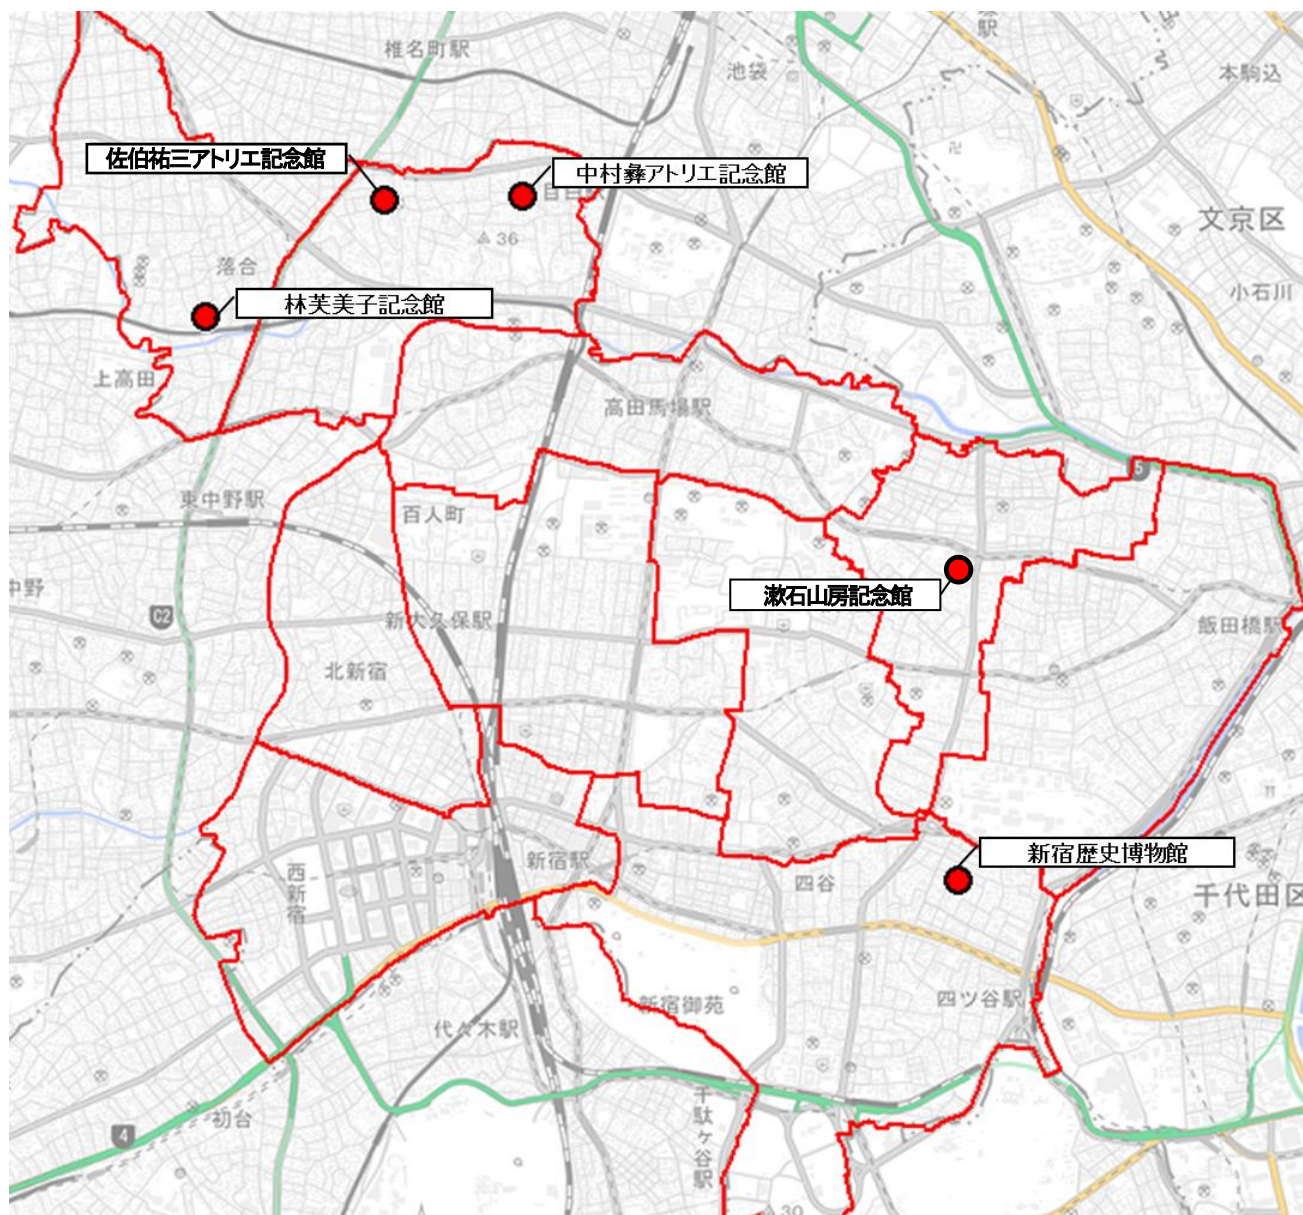 椎名町駅
池袋
駅
本駒込
佐伯祐三アトリエ記念館
中村彝アトリエ記念館
36
文京区
落合
小石川
林芙美子記念館
上高田
高田馬場駅
5
東中野駅
百人町
漱石山房記念館
中野
C2
新大久保駅
飯田橋駅
北新宿
新宿歴史博物館
新宿駅
西新宿
四谷
千代田区
四ツ谷駅
新宿御苑
代々木駅
初台
4
千駄ヶ谷駅
30